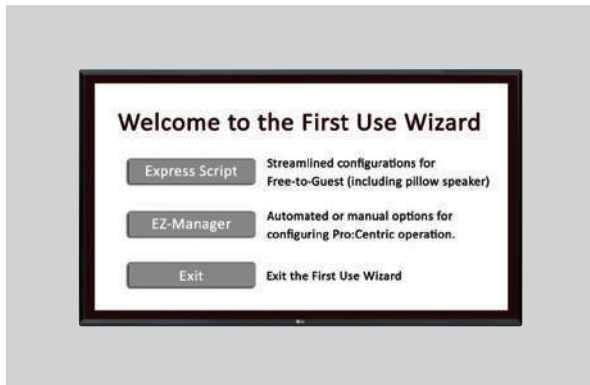 Welcome to the First Use Wizard
Express Script
Streamlined configurations for
Free-to-Guest (including pillow speaker)
EZ-Manager
Automated or manual options for
configuring Pro:Centric operation.
Exit
Exit the First Use Wizard